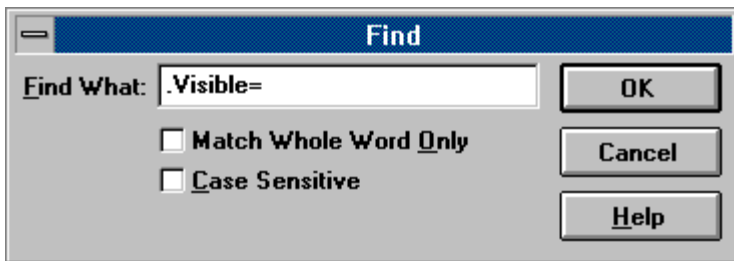 Find
Find What: .Visible= OK
Match Whole Word Only
Cancel
Case Sensitive
Help